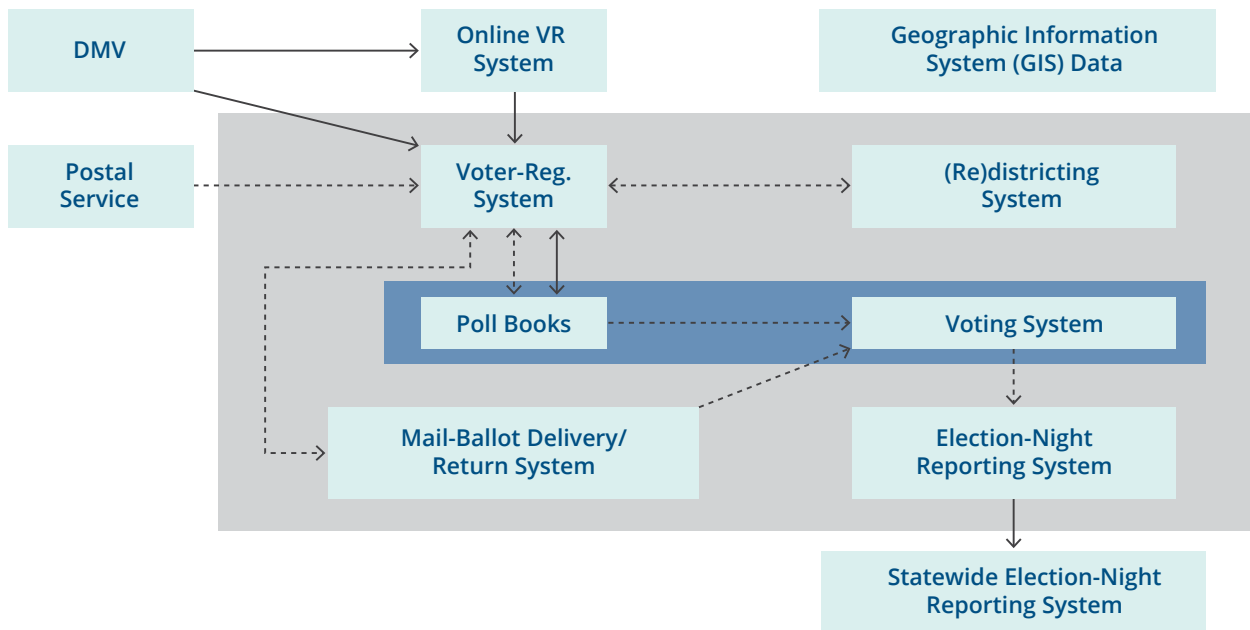 DMV
Online VR
System
Geographic Information
System (GIS) Data
Postal
Service
Voter-Reg.
System
(Re)districting
System
Poll Books
Voting System
Mail-Ballot Delivery/
Return System
Election-Night
Reporting System
Statewide Election-Night
Reporting System